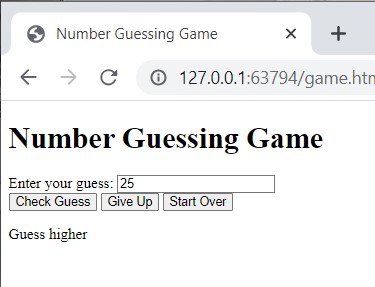 Number Guessing Game
127.0.0.1:63794/game.htm
Number Guessing Game
Enter your guess: 25
Check Guess Give Up Start Over
Guess higher